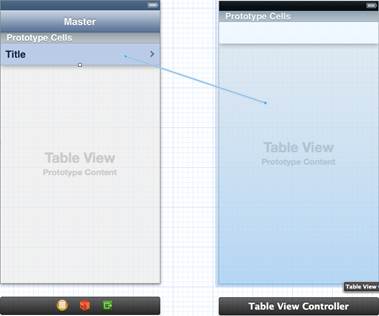 Master
Prototype Cells
Title
Table View
Prototype Content
Prototype Cells
Table View
Prototype Content
Table View
Table View Controller